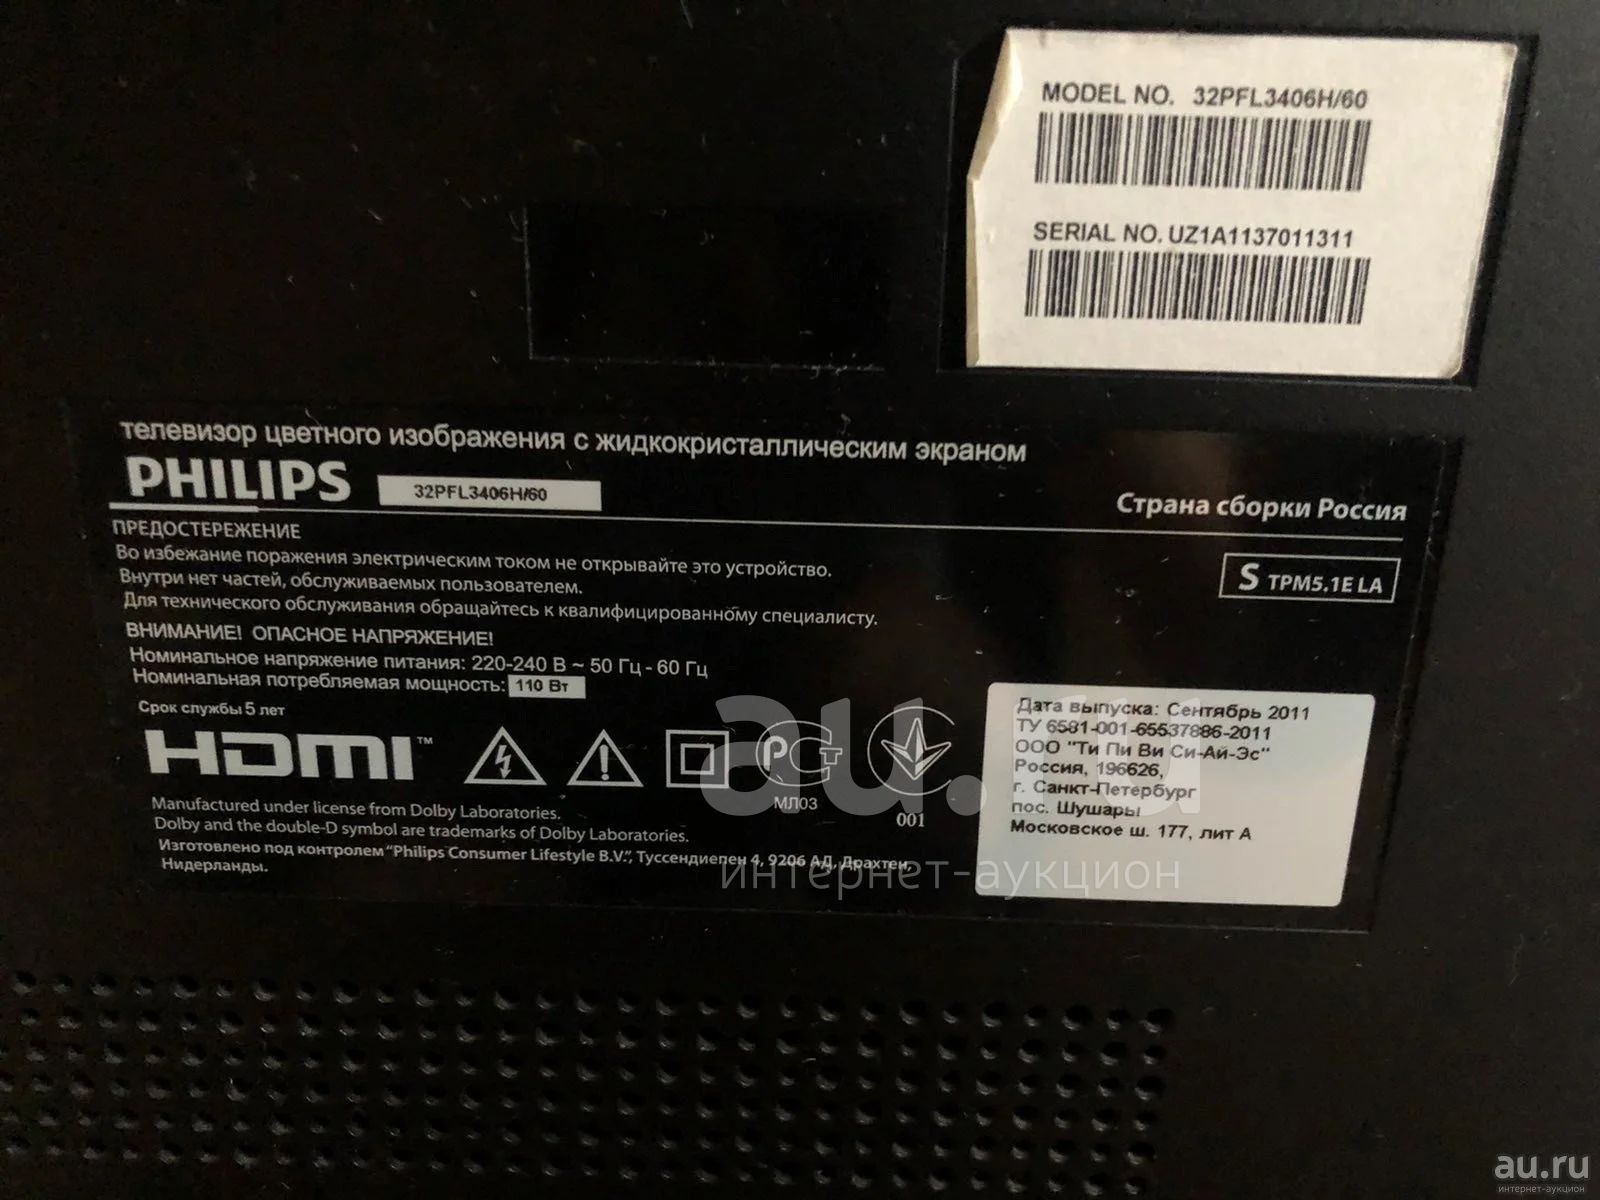 MODEL NO. 32PFL3406H/60
SERIAL NO. UZ1A1137011311
телевизор цветного изображения с жидкокристаллическим экраном
PHILIPS 32PFL3406H/60
Страна сборки Россия
ПРЕДОСТЕРЕЖЕНИЕ
Во избежание поражения электрическим током не открывайте это устройство.
Внутри нет частей, обслуживаемых пользователем.
Для технического обслуживания обращайтесь к квалифицированному специалисту.
S TPM5.1E LA
ВНИМАНИЕ! ОПАСНОЕ НАПРЯЖЕНИЕ!
Номинальное напряжение питания: 220-240 В ~ 50 Гц - 60 Гц
Номинальная потребляемая мощность: 110 Вт
Срок службы 5 лет
HDMI™
РСТ
МЛ03
001
Manufactured under license from Dolby Laboratories.
Dolby and the double-D symbol are trademarks of Dolby Laboratories.
Изготовлено под контролем "Philips Consumer Lifestyle B.V.", Туссендиепен 4, 9206 АД, Драхтен,
Нидерланды.
Дата выпуска: Сентябрь 2011
ТУ 6581-001-65537886-2011
ООО "Ти Пи Ви Си-Ай-Эс"
Россия, 196626,
г. Санкт-Петербург
пос. Шушары
Московское ш. 177, лит А
au.ru
интернет-аукцион
au.ru
интернет-аукцион